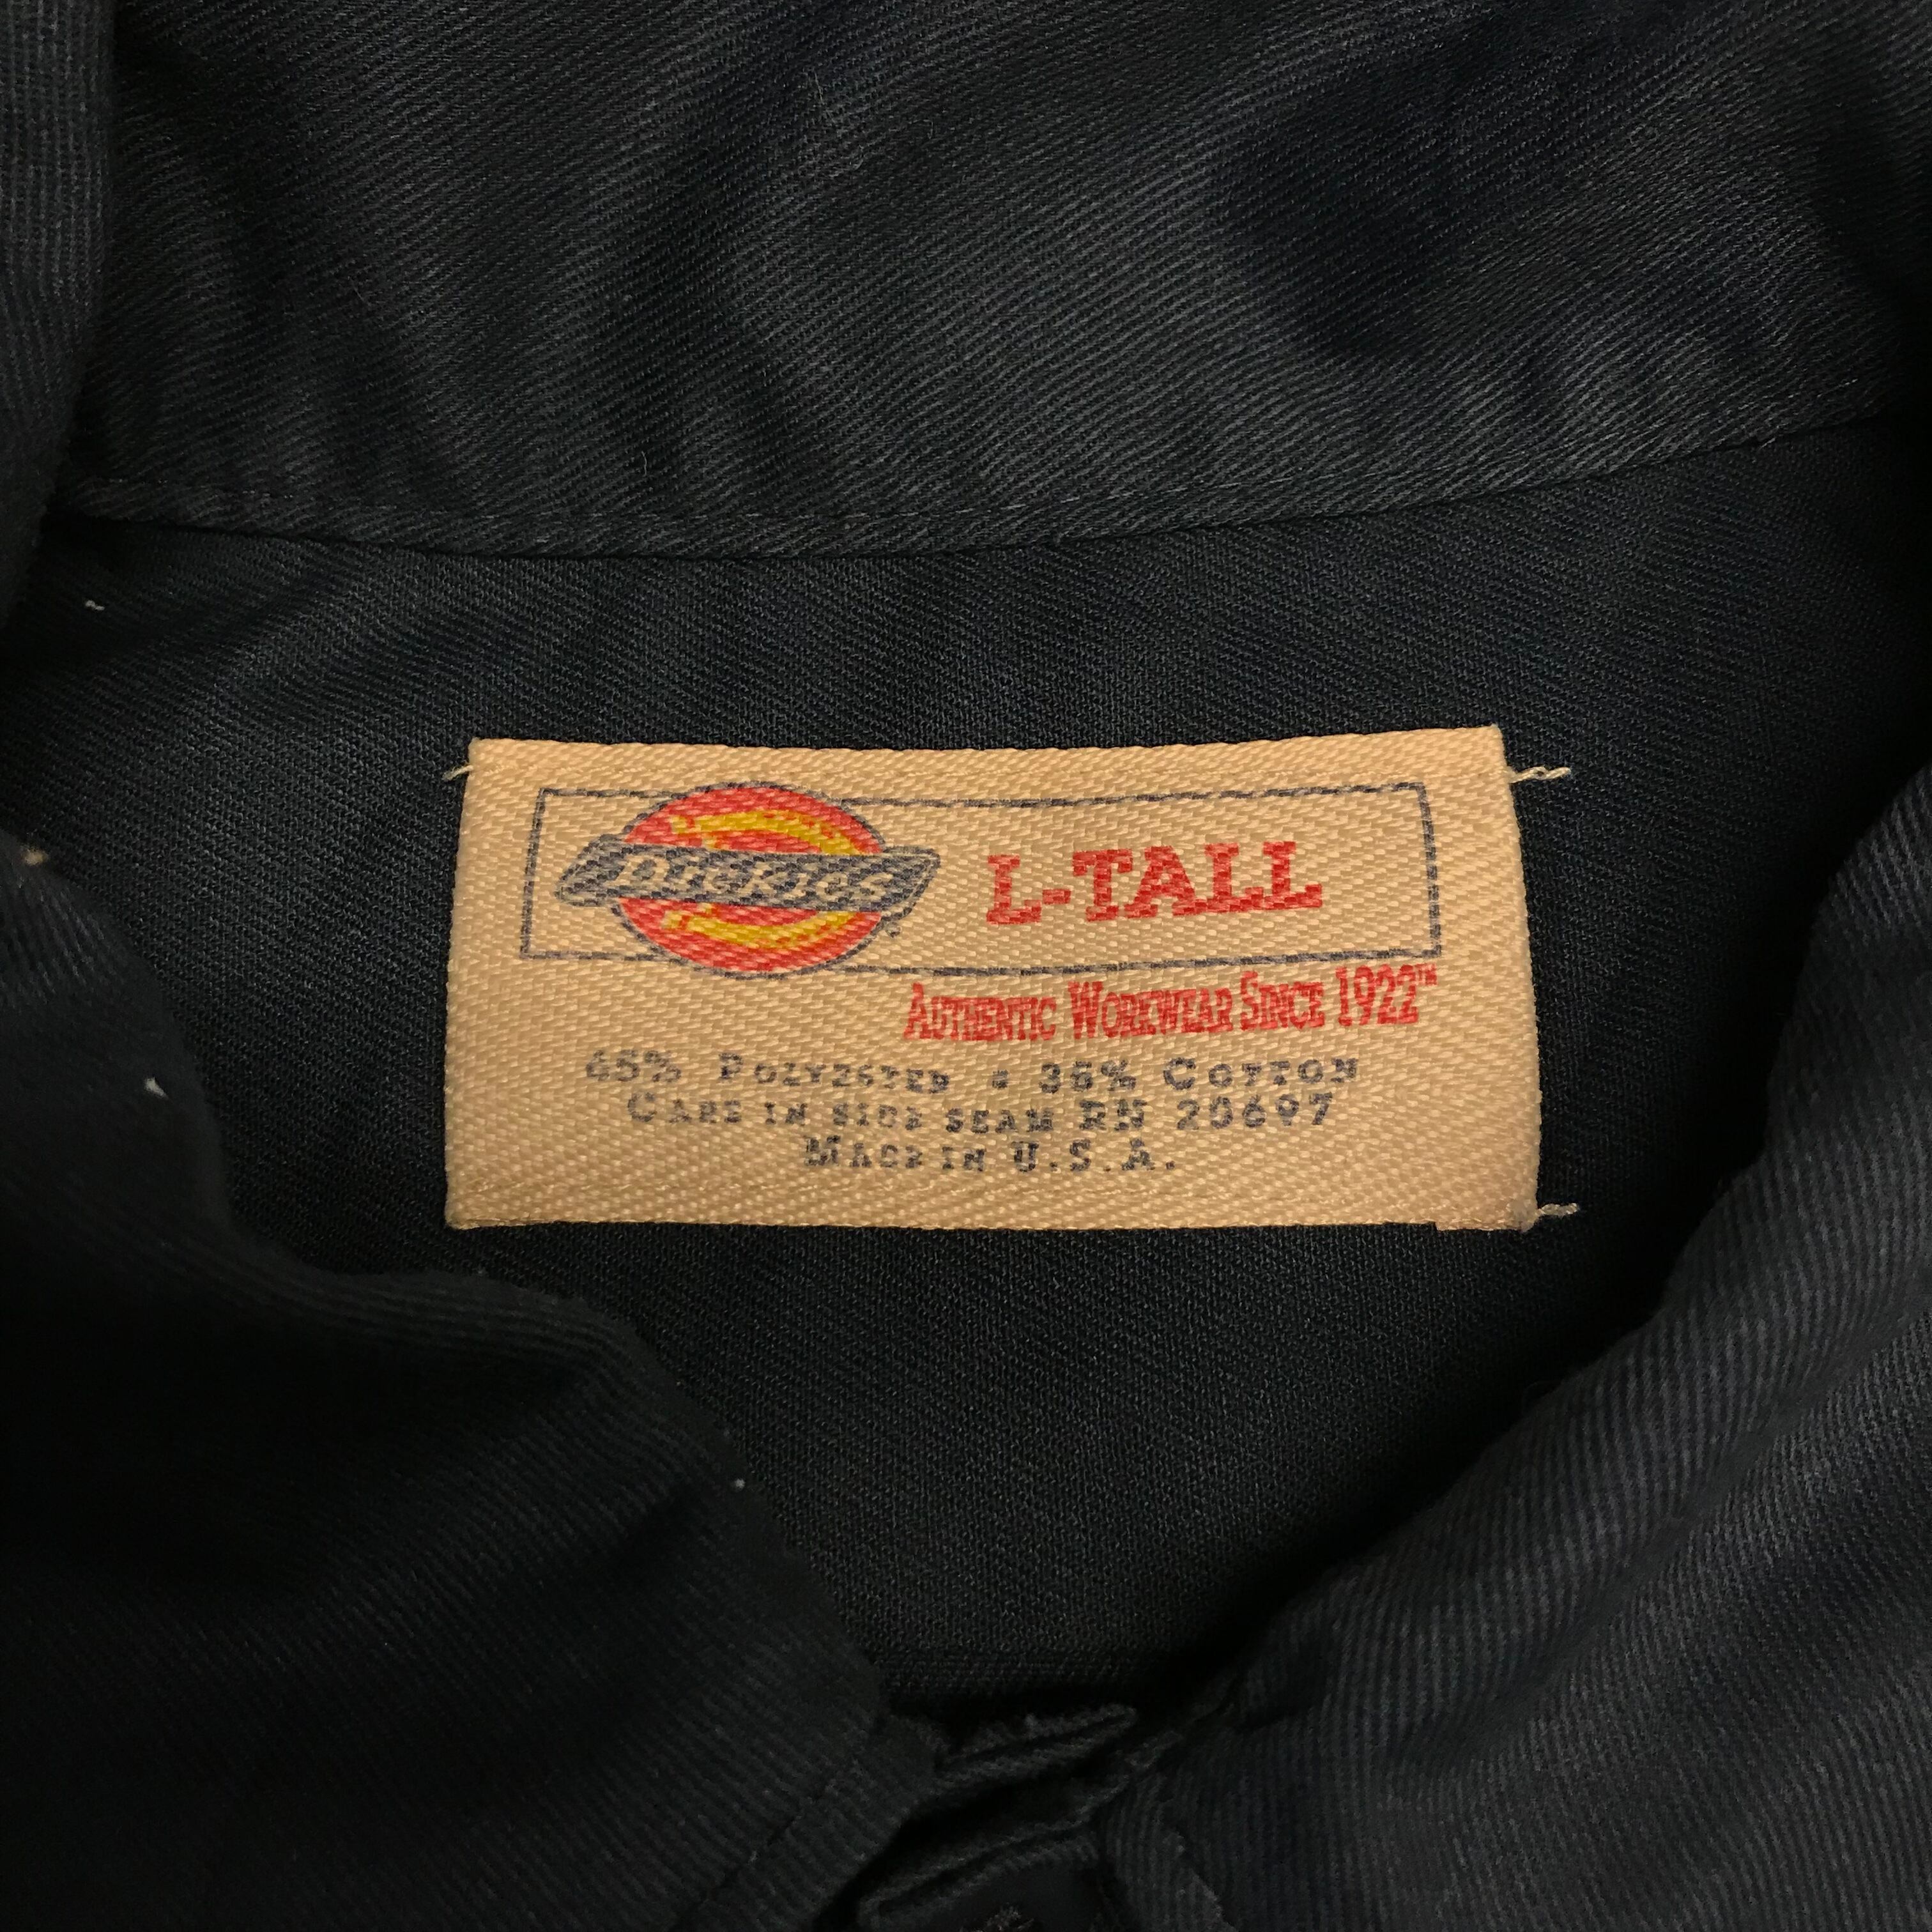 Dickies
L-TALL
AUTHENTIC WORKWEAR SINCE 1922™
65% POLYESTER • 35% COTTON
CARE IN SIDE SEAM RN 20697
MADE IN U.S.A.